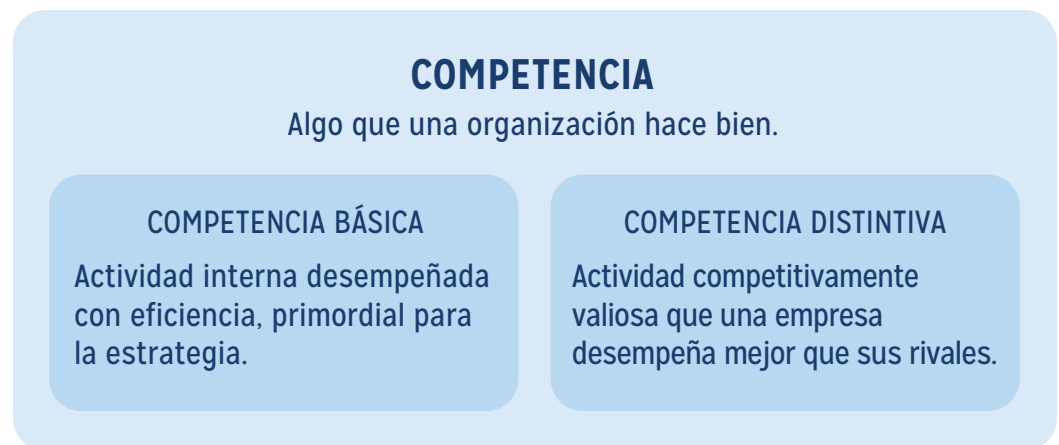 COMPETENCIA
Algo que una organización hace bien.
COMPETENCIA BÁSICA
Actividad interna desempeñada
con eficiencia, primordial para
la estrategia.
COMPETENCIA DISTINTIVA
Actividad competitivamente
valiosa que una empresa
desempeña mejor que sus rivales.